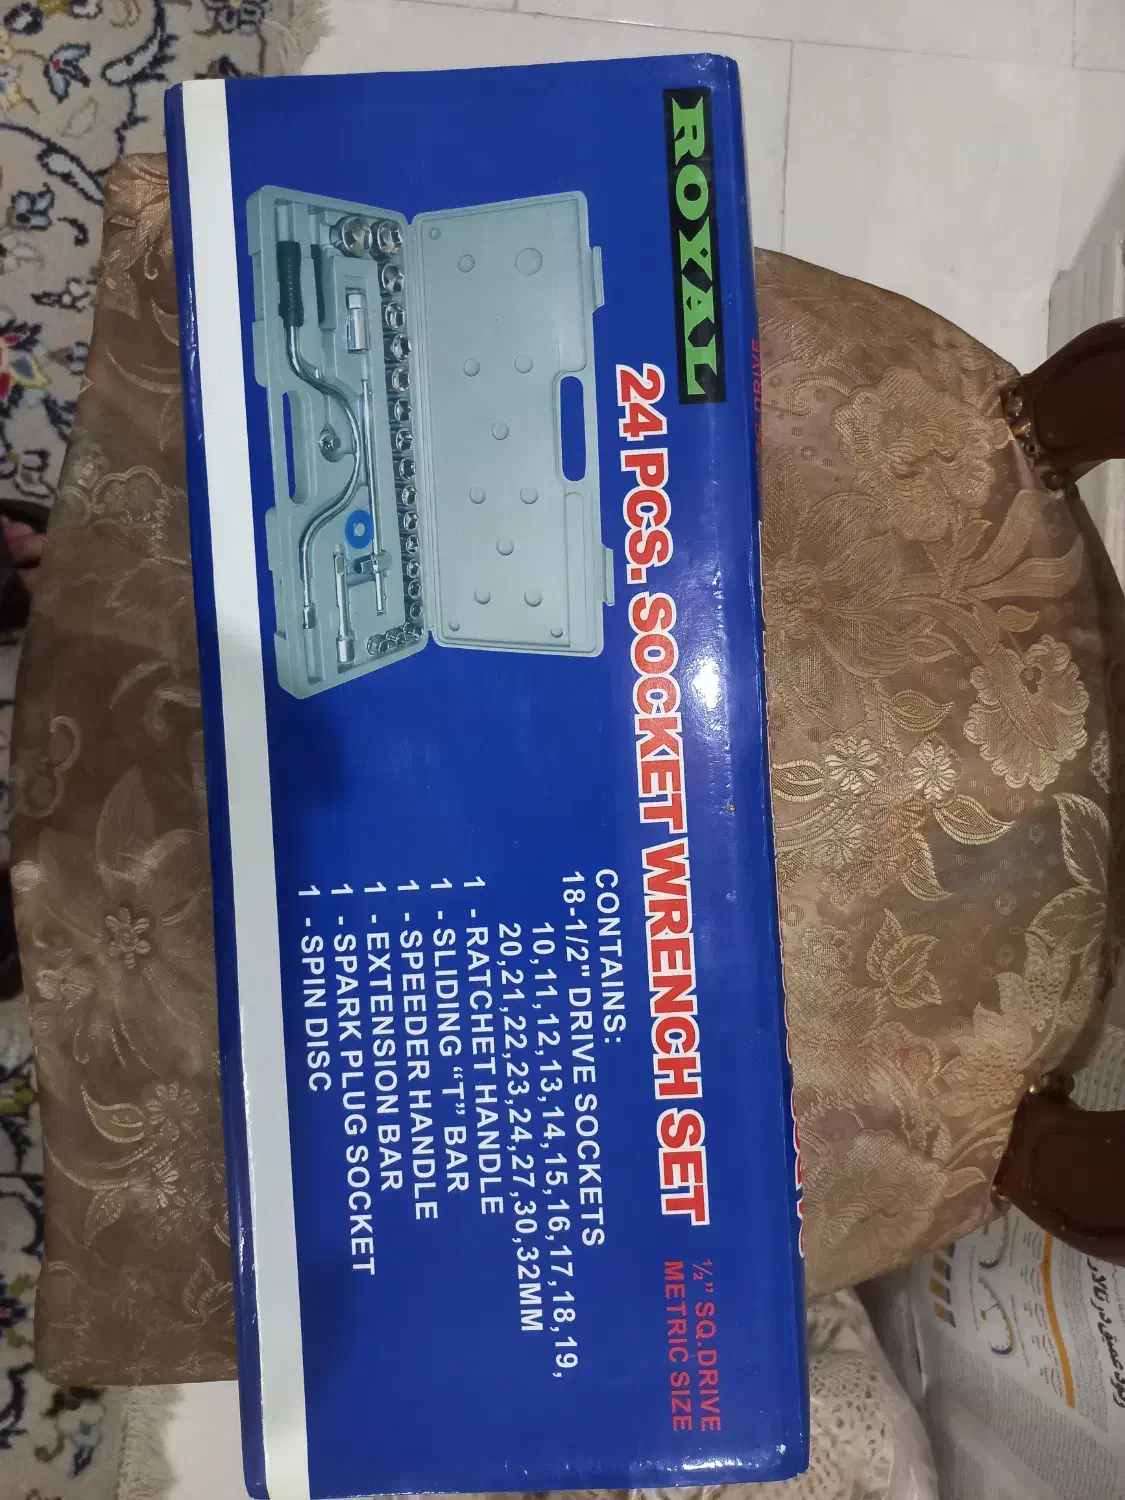 ROYAL
24 PCS. SOCKET WRENCH SET
½” SQ.DRIVE
METRIC SIZE
CONTAINS:
18-1/2" DRIVE SOCKETS
10,11,12,13,14,15,16,17,18,19,
20,21,22,23,24,27,30,32MM
1 - RATCHET HANDLE
1 - SLIDING “T” BAR
1 - SPEEDER HANDLE
1 - EXTENSION BAR
1 - SPARK PLUG SOCKET
1 - SPIN DISC